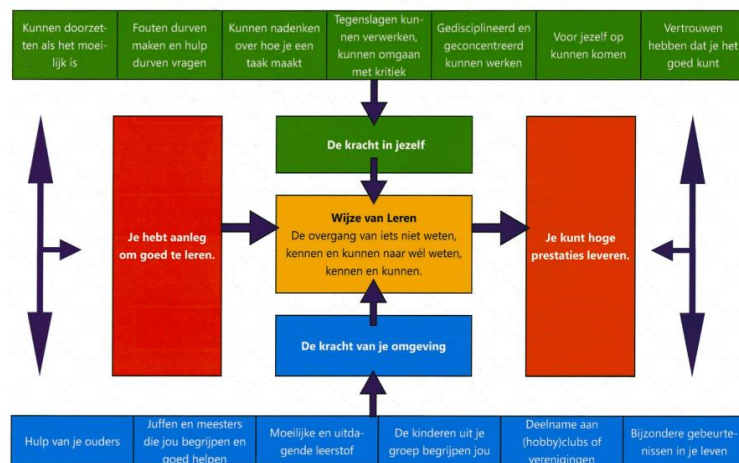 Kunnen doorzet-
ten als het moei-
lijk is
Fouten durven
maken en hulp
durven vragen
Kunnen nadenken
over hoe je een
taak maakt
Tegenslagen kun-
nen verwerken,
kunnen omgaan
met kritiek
Gedisciplineerd en
geconcentreerd
kunnen werken
Voor jezelf op
kunnen komen
Vertrouwen
hebben dat je het
goed kunt
De kracht in jezelf
Je hebt aanleg
om goed te leren.
Wijze van Leren
De overgang van iets niet weten,
kennen en kunnen naar wél weten,
kennen en kunnen.
Je kunt hoge
prestaties leveren.
De kracht van je omgeving
Hulp van je ouders
Juffen en meesters
die jou begrijpen en
goed helpen
Moeilijke en uitda-
gende leerstof
De kinderen uit je
groep begrijpen jou
Deelname aan
(hobby)clubs of
verenigingen
Bijzondere gebeurte-
nissen in je leven